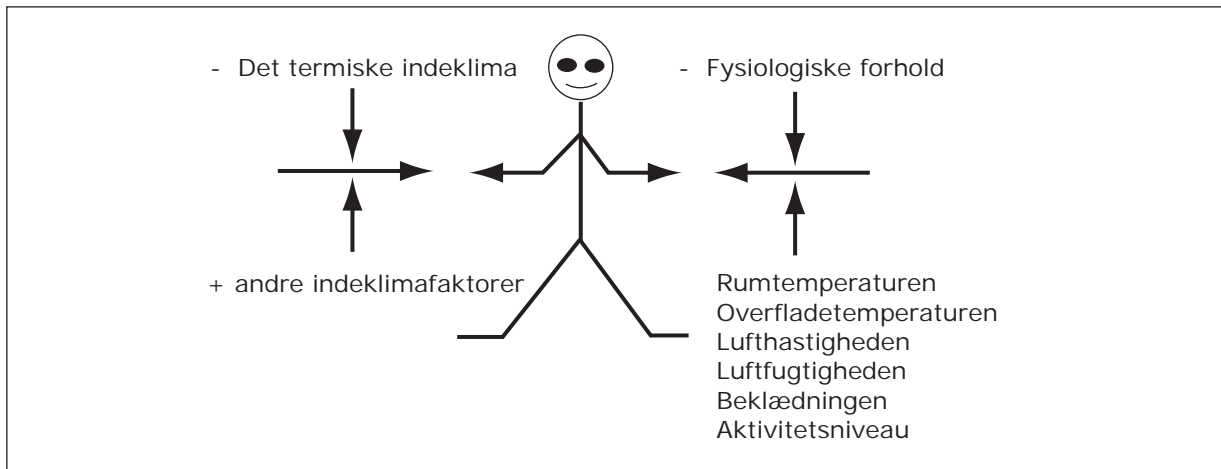 - Det termiske indeklima
+ andre indeklimafaktorer
- Fysiologiske forhold
Rumtemperaturen
Overfladetemperaturen
Lufthastigheden
Luftfugtigheden
Beklædningen
Aktivitetsniveau